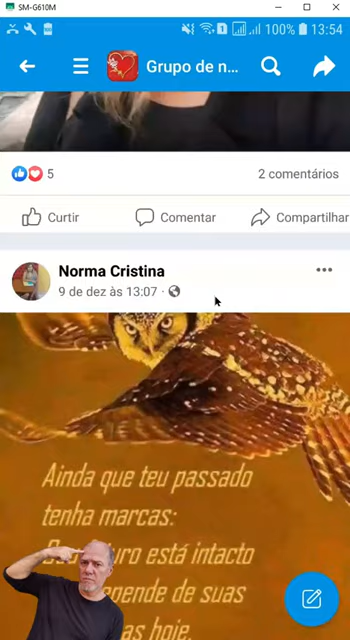 SM-G610M
100% 13:54
Grupo de n...
5
2 comentários
Curtir
Comentar
Compartilhar
Norma Cristina
9 de dez às 13:07 ·
Ainda que teu passado
tenha marcas:
está intacto
de suas
hoje.